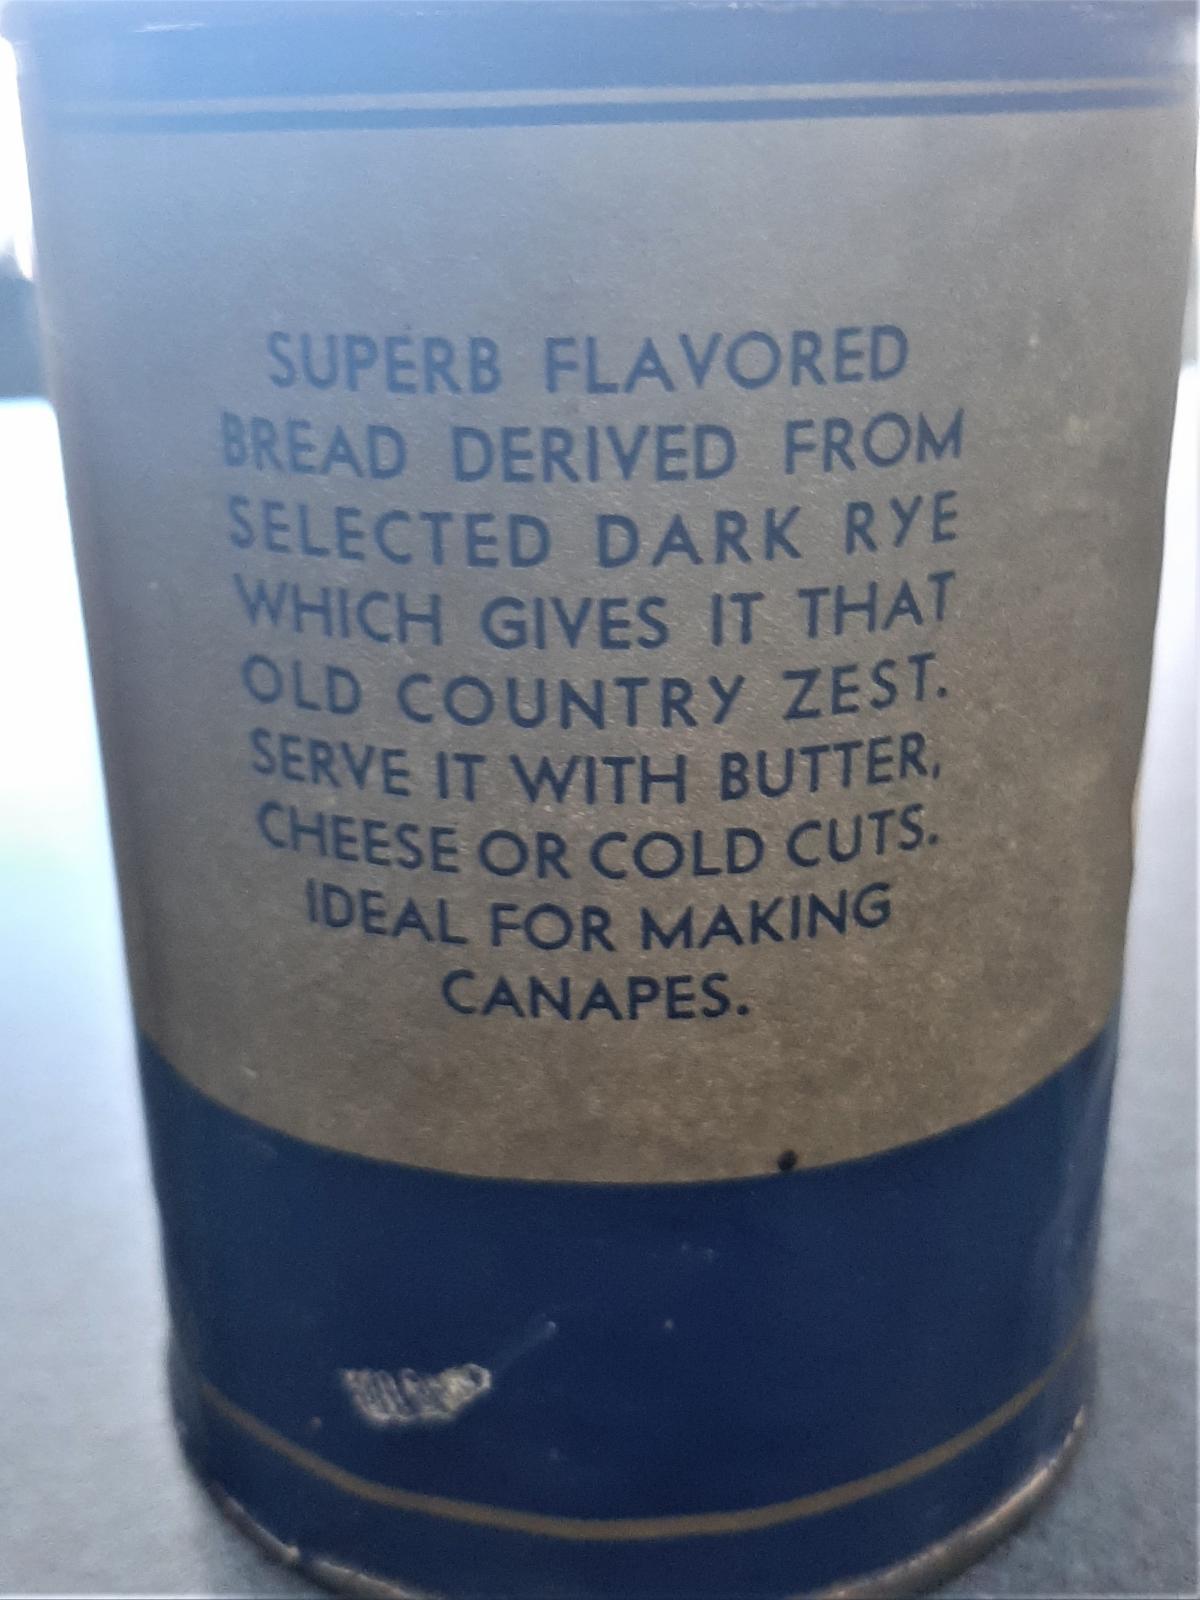 SUPERB FLAVORED
BREAD DERIVED FROM
SELECTED DARK RYE
WHICH GIVES IT THAT
OLD COUNTRY ZEST.
SERVE IT WITH BUTTER,
CHEESE OR COLD CUTS.
IDEAL FOR MAKING
CANAPES.